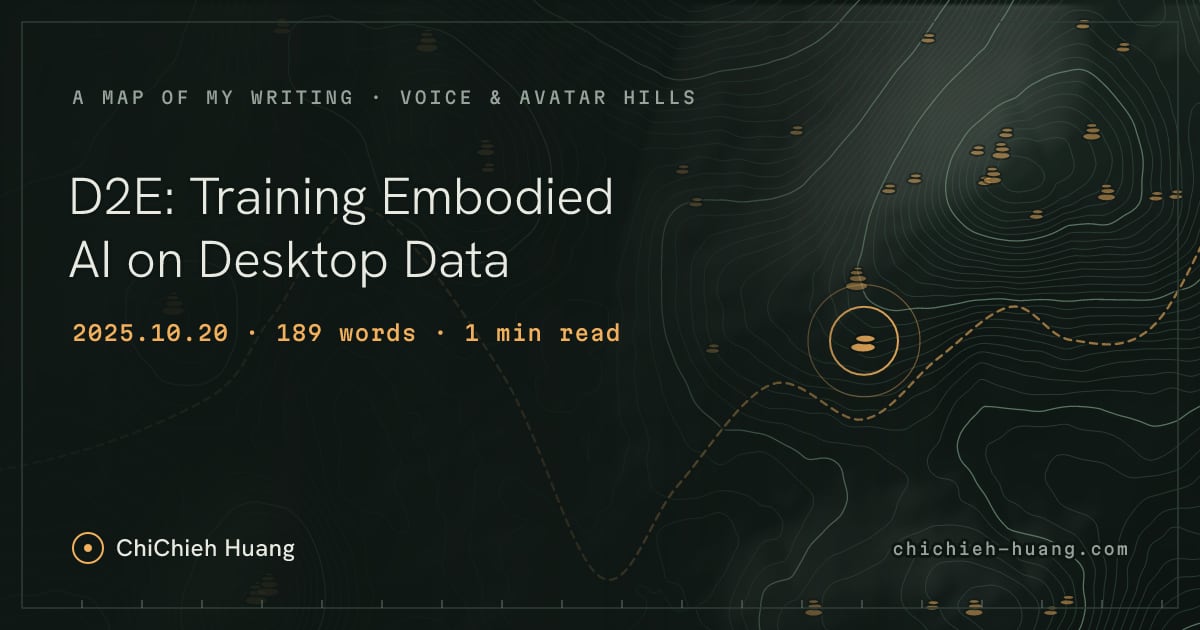 A MAP OF MY WRITING · VOICE & AVATAR HILLS
D2E: Training Embodied
AI on Desktop Data
2025.10.20 · 189 words · 1 min read
ChiChieh Huang
chichieh-huang.com